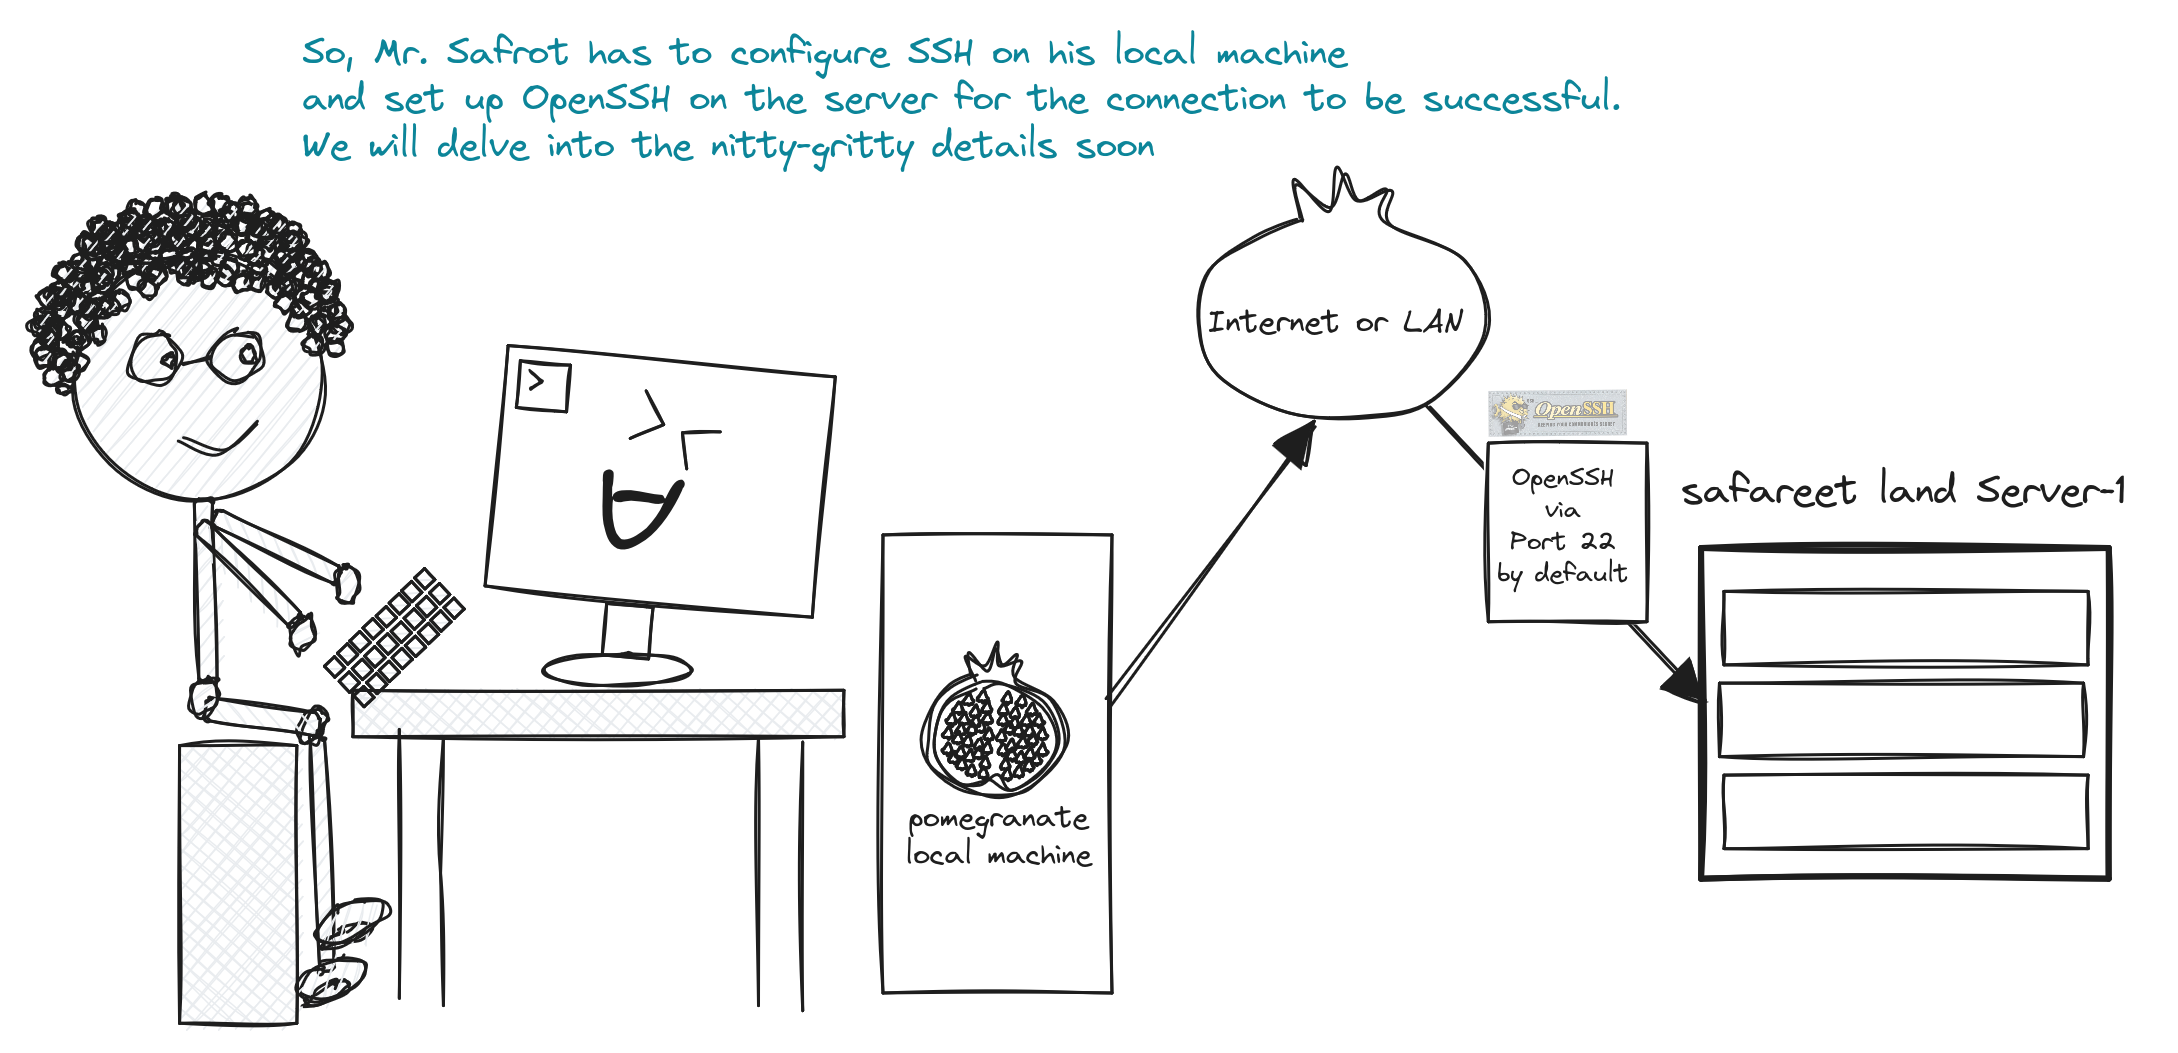 So, Mr. Safrot has to configure SSH on his local machine
and set up OpenSSH on the server for the connection to be successful.
We will delve into the nitty-gritty details soon
Internet or LAN
>
OpenSSH
OpenSSH
via
Port 22
by default
safareet land Server-1
pomegranate
local machine